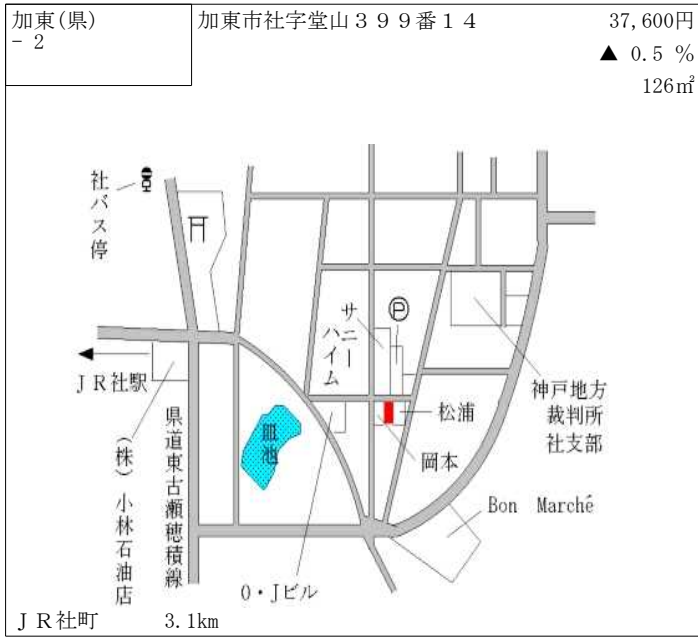 加東(県)
- 2
加東市社字堂山３９９番１４
37,600円
▲ 0.5 %
126㎡
社バス停
サニーハイム
Ⓟ
ＪＲ社駅
神戸地方
裁判所
社支部
松浦
岡本
皿池
県道東古瀬穂積線
(株)小林石油店
Bon Marché
O・Jビル
ＪＲ社町 3.1km